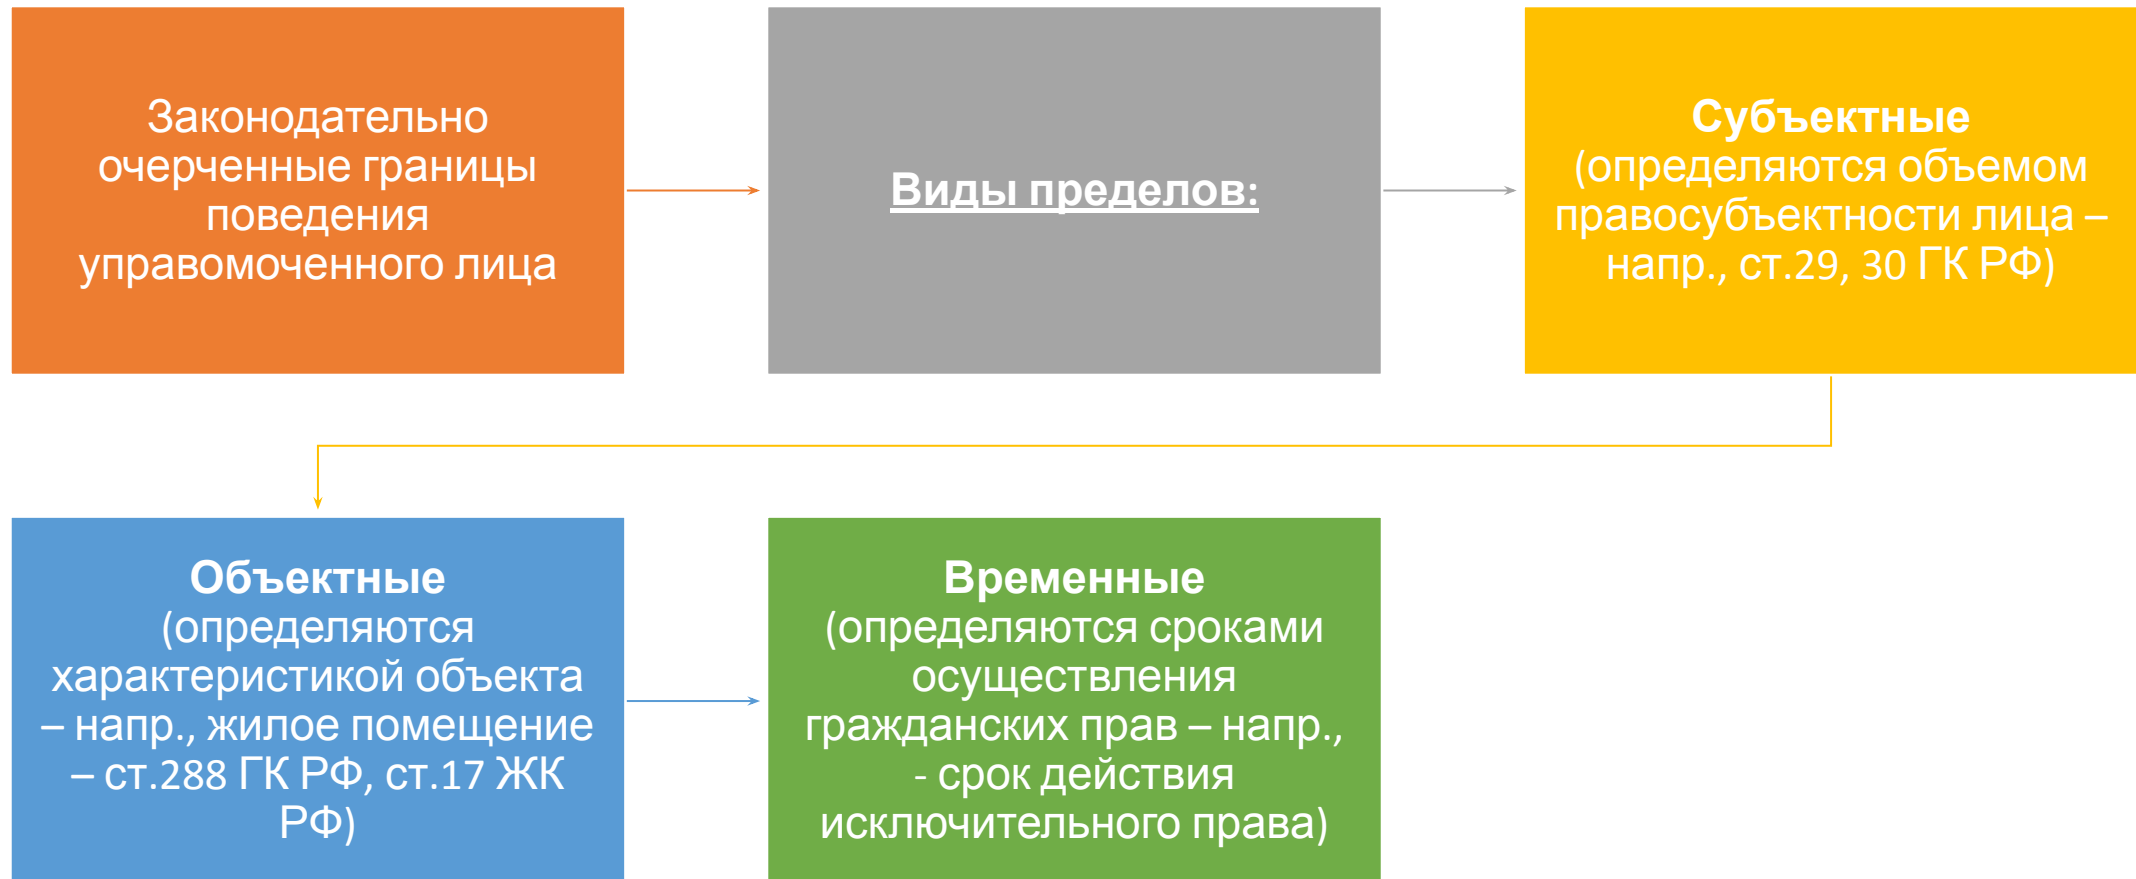 Законодательно
очерченные границы
поведения
управомоченного лица
Виды пределов:
Субъектные
(определяются объемом
правосубъектности лица –
напр., ст.29, 30 ГК РФ)
Объектные
(определяются
характеристикой объекта
– напр., жилое помещение
– ст.288 ГК РФ, ст.17 ЖК
РФ)
Временные
(определяются сроками
осуществления
гражданских прав – напр.,
- срок действия
исключительного права)